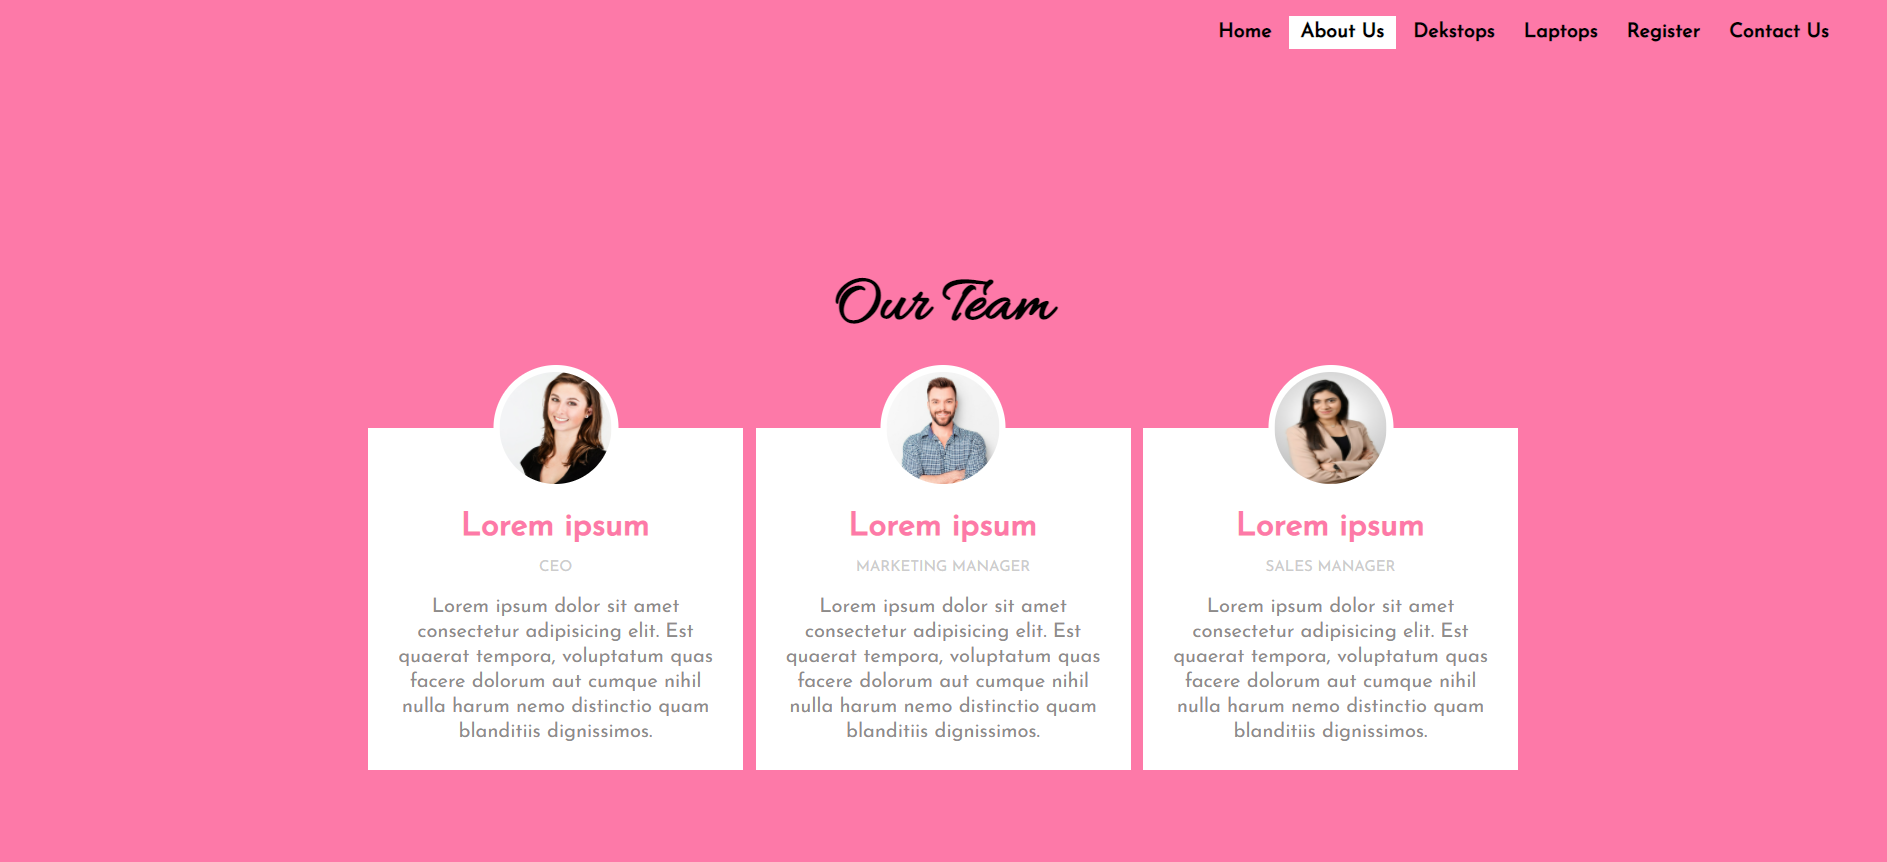 Home About Us Dekstops Laptops Register Contact Us
Our Team
Lorem ipsum
CEO
Lorem ipsum dolor sit amet
consectetur adipisicing elit. Est
quaerat tempora, voluptatum quas
facere dolorum aut cumque nihil
nulla harum nemo distinctio quam
blanditiis dignissimos.
Lorem ipsum
MARKETING MANAGER
Lorem ipsum dolor sit amet
consectetur adipisicing elit. Est
quaerat tempora, voluptatum quas
facere dolorum aut cumque nihil
nulla harum nemo distinctio quam
blanditiis dignissimos.
Lorem ipsum
SALES MANAGER
Lorem ipsum dolor sit amet
consectetur adipisicing elit. Est
quaerat tempora, voluptatum quas
facere dolorum aut cumque nihil
nulla harum nemo distinctio quam
blanditiis dignissimos.